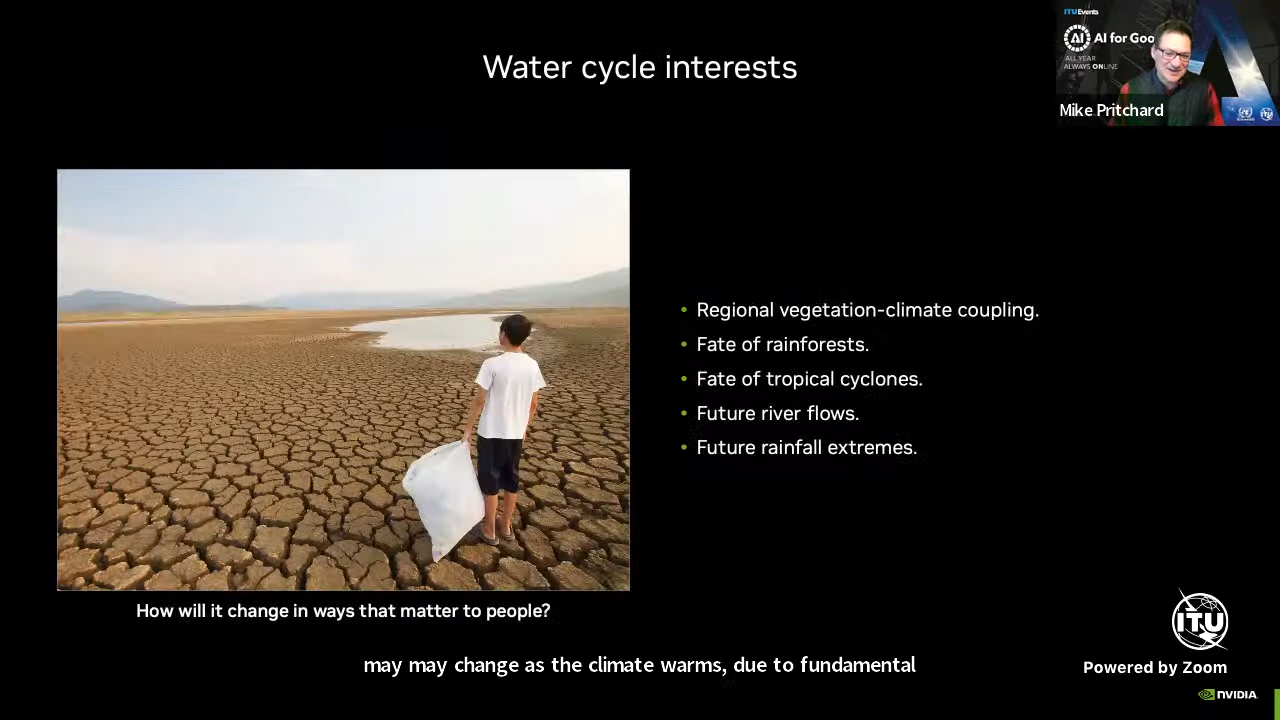 Water cycle interests
ITUEvents
AI
AI for Goo
ALL YEAR
ALWAYS ONLINE
Mike Pritchard
• Regional vegetation-climate coupling.
• Fate of rainforests.
• Fate of tropical cyclones.
• Future river flows.
• Future rainfall extremes.
How will it change in ways that matter to people?
may may change as the climate warms, due to fundamental
ITU
Powered by Zoom
NVIDIA.